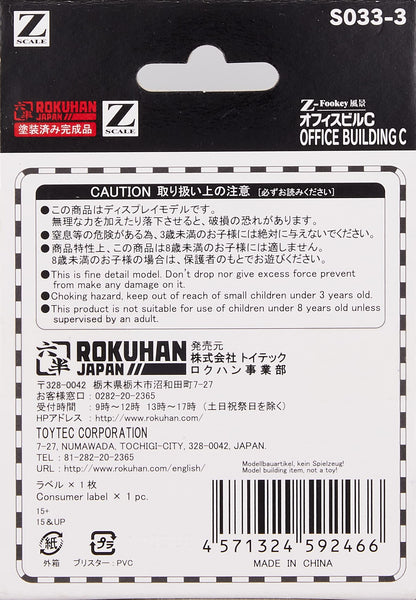 Z
SCALE
S033-3
六半
ROKUHAN
JAPAN
塗装済み完成品
Z
SCALE
Z-Fookey風景
オフィスビルC
OFFICE BUILDING C
CAUTION 取り扱い上の注意 [必ずお読みください]
●この商品はディスプレイモデルです。
無理な力を加えたり落下させると、破損の恐れがあります。
●窒息等の危険がある為、3歳未満のお子様には絶対に与えないでください。
●商品特性上、この商品は8歳未満のお子様には適しません。
8歳未満のお子様の場合は、保護者のもとでお遊びください。
●This is fine detail model. Don't drop nor give excess force prevent
from make any damage on it.
●Choking hazard, keep out of reach of small children under 3 years old.
●This product is not suitable for use of children under 8 years old unless
supervised by an adult.
六半
ROKUHAN
JAPAN
発売元
株式会社 トイテック
ロクハン事業部
〒328-0042 栃木県栃木市沼和田町7-27
お客様窓口 : 0282-20-2365
受付時間 : 9時〜12時 13時〜17時 (土日祝祭日を除く)
HPアドレス : http://www.rokuhan.com/
TOYTEC CORPORATION
7-27, NUMAWADA, TOCHIGI-CITY, 328-0042, JAPAN.
TEL : 81-282-20-2365
URL : http://www.rokuhan.com/english/
ラベル × 1 枚
Consumer label × 1 pc.
15+
15&UP
紙
外箱
プラ
ブリスター : PVC
Modellbauartikel, kein Spielzeug!
Model building item, not a toy!
4 571324 592466
MADE IN CHINA